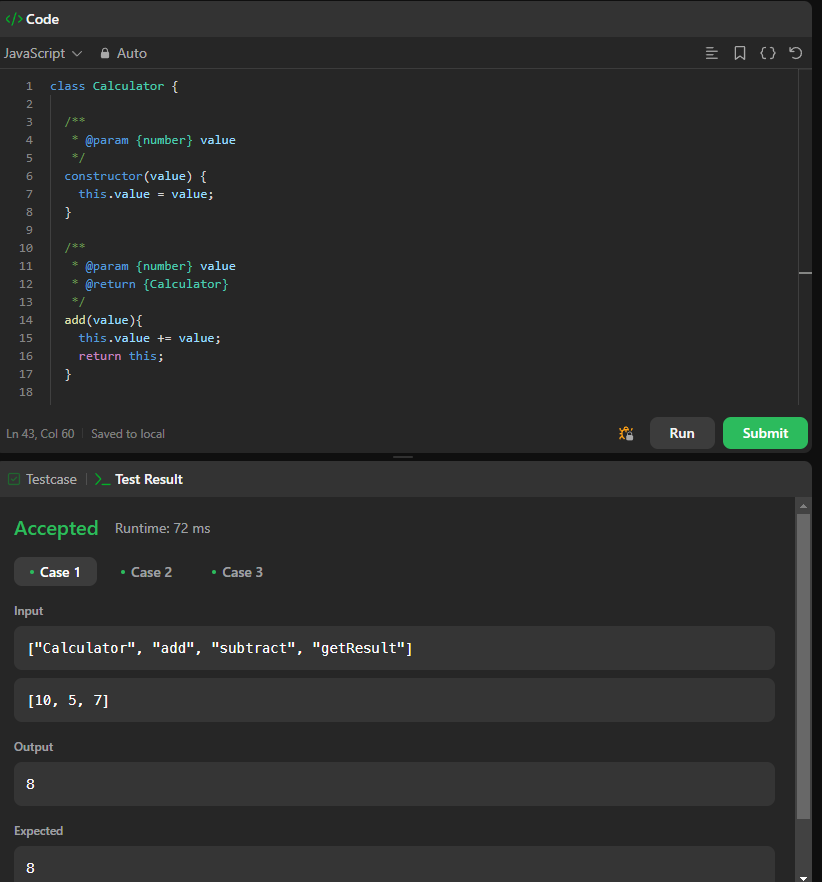 </> Code
JavaScript Auto
1 class Calculator {
2
3 /**
4 * @param {number} value
5 */
6 constructor(value) {
7 this.value = value;
8 }
9
10 /**
11 * @param {number} value
12 * @return {Calculator}
13 */
14 add(value){
15 this.value += value;
16 return this;
17 }
18
Ln 43, Col 60 Saved to local Run Submit
Testcase >_ Test Result
Accepted Runtime: 72 ms
• Case 1 • Case 2 • Case 3
Input
["Calculator", "add", "subtract", "getResult"]
[10, 5, 7]
Output
8
Expected
8